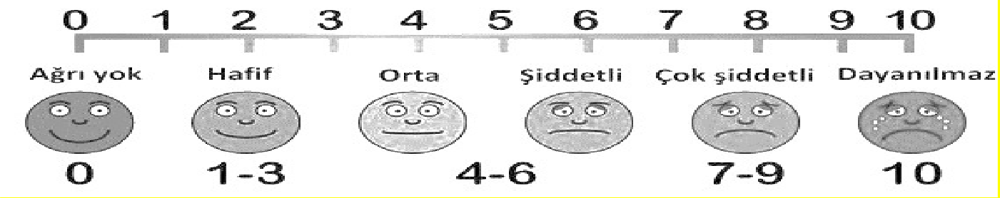 0 1 2 3 4 5 6 7 8 9 10
Ağrı yok Hafif Orta Şiddetli Çok şiddetli Dayanılmaz
0 1-3 4-6 7-9 10